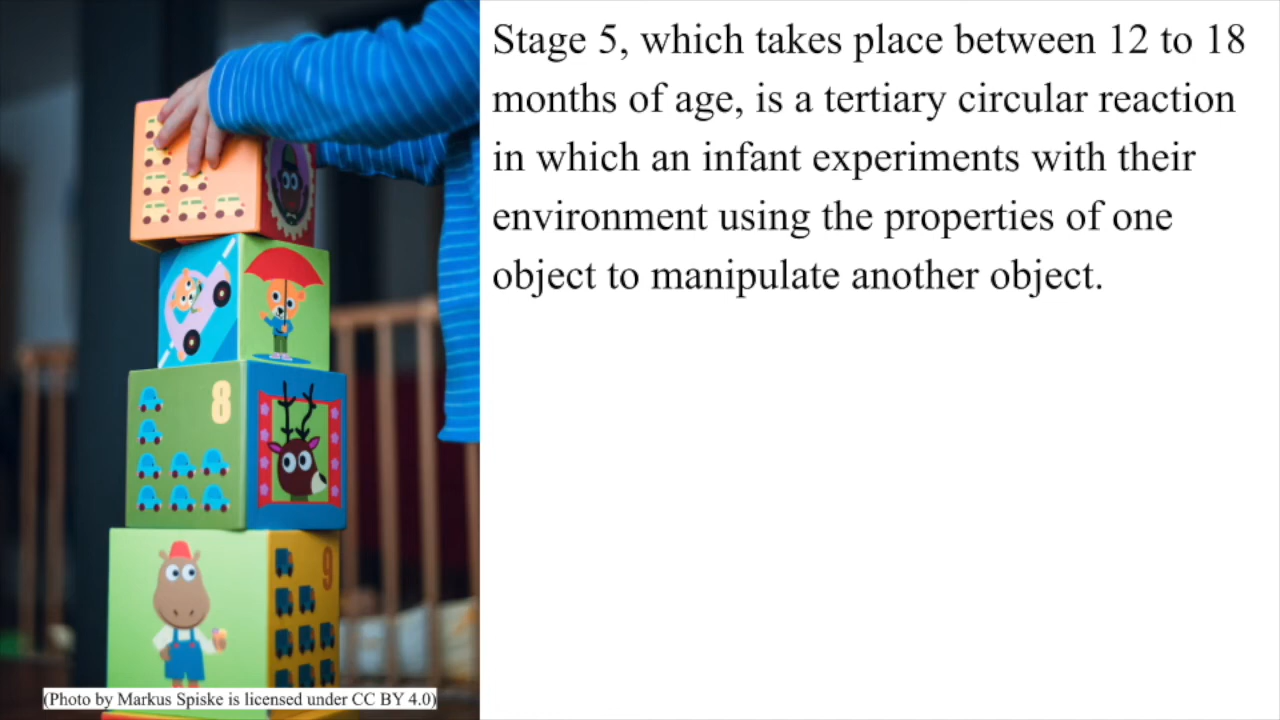 Stage 5, which takes place between 12 to 18
months of age, is a tertiary circular reaction
in which an infant experiments with their
environment using the properties of one
object to manipulate another object.
8
9
(Photo by Markus Spiske is licensed under CC BY 4.0)